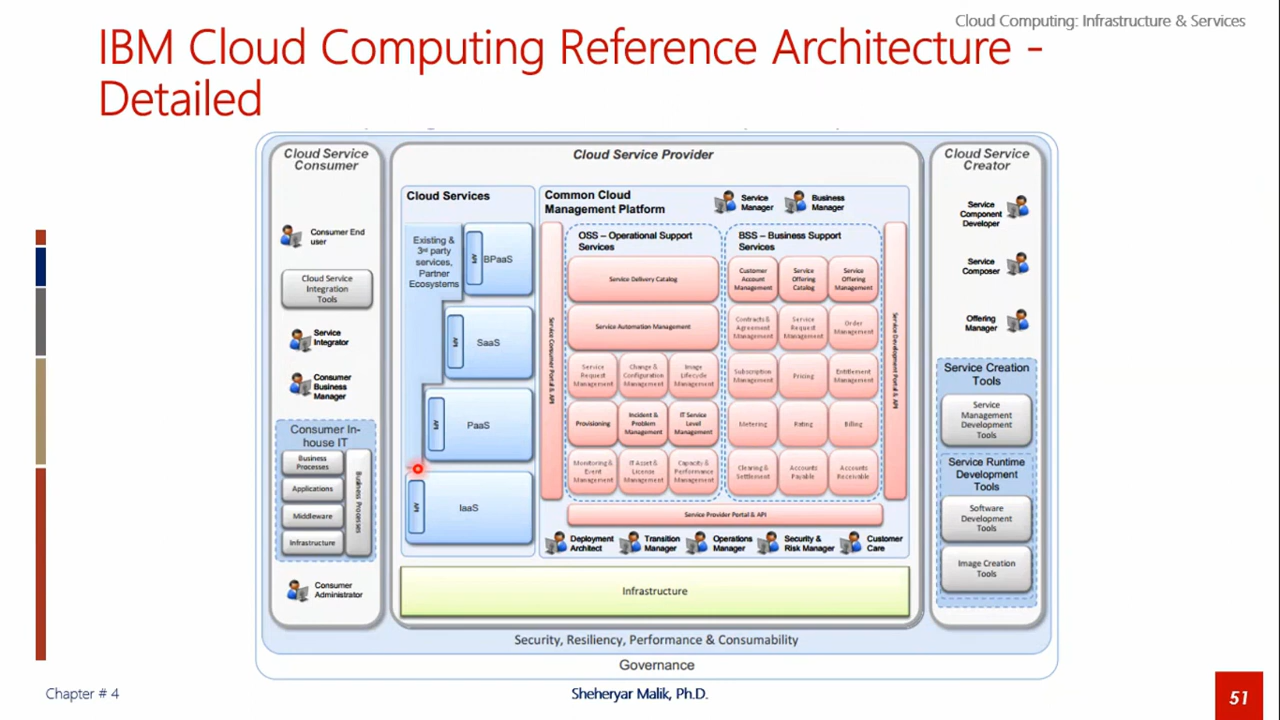 Cloud Computing: Infrastructure & Services
IBM Cloud Computing Reference Architecture -
Detailed
Cloud Service
Consumer
Consumer End
user
Cloud Service
Integration
Tools
Service
Integrator
Consumer
Business
Manager
Consumer In-
house IT
Business
Processes
Applications
Middleware
Infrastructure
Business Processes
Consumer
Administrator
Cloud Service Provider
Cloud Services
Existing &
3rd party
services,
Partner
Ecosystems
API
BPaaS
API
SaaS
API
PaaS
API
IaaS
Common Cloud
Management Platform
Service
Manager
Business
Manager
Service Consumer Portal & API
OSS – Operational Support
Services
Service Delivery Catalog
Service Automation Management
Service
Request
Management
Change &
Configuration
Management
Image
Lifecycle
Management
Provisioning
Incident &
Problem
Management
IT Service
Level
Management
Monitoring &
Event
Management
IT Asset &
License
Management
Capacity &
Performance
Management
BSS – Business Support
Services
Customer
Account
Management
Service
Offering
Catalog
Service
Offering
Management
Contracts &
Agreement
Management
Service
Request
Management
Order
Management
Subscription
Management
Pricing
Entitlement
Management
Metering
Rating
Billing
Clearing &
Settlement
Accounts
Payable
Accounts
Receivable
Service Development Portal & API
Service Provider Portal & API
Deployment
Architect
Transition
Manager
Operations
Manager
Security &
Risk Manager
Customer
Care
Infrastructure
Cloud Service
Creator
Service
Component
Developer
Service
Composer
Offering
Manager
Service Creation
Tools
Service
Management
Development
Tools
Service Runtime
Development
Tools
Software
Development
Tools
Image Creation
Tools
Security, Resiliency, Performance & Consumability
Governance
Chapter # 4
Sheheryar Malik, Ph.D.
51